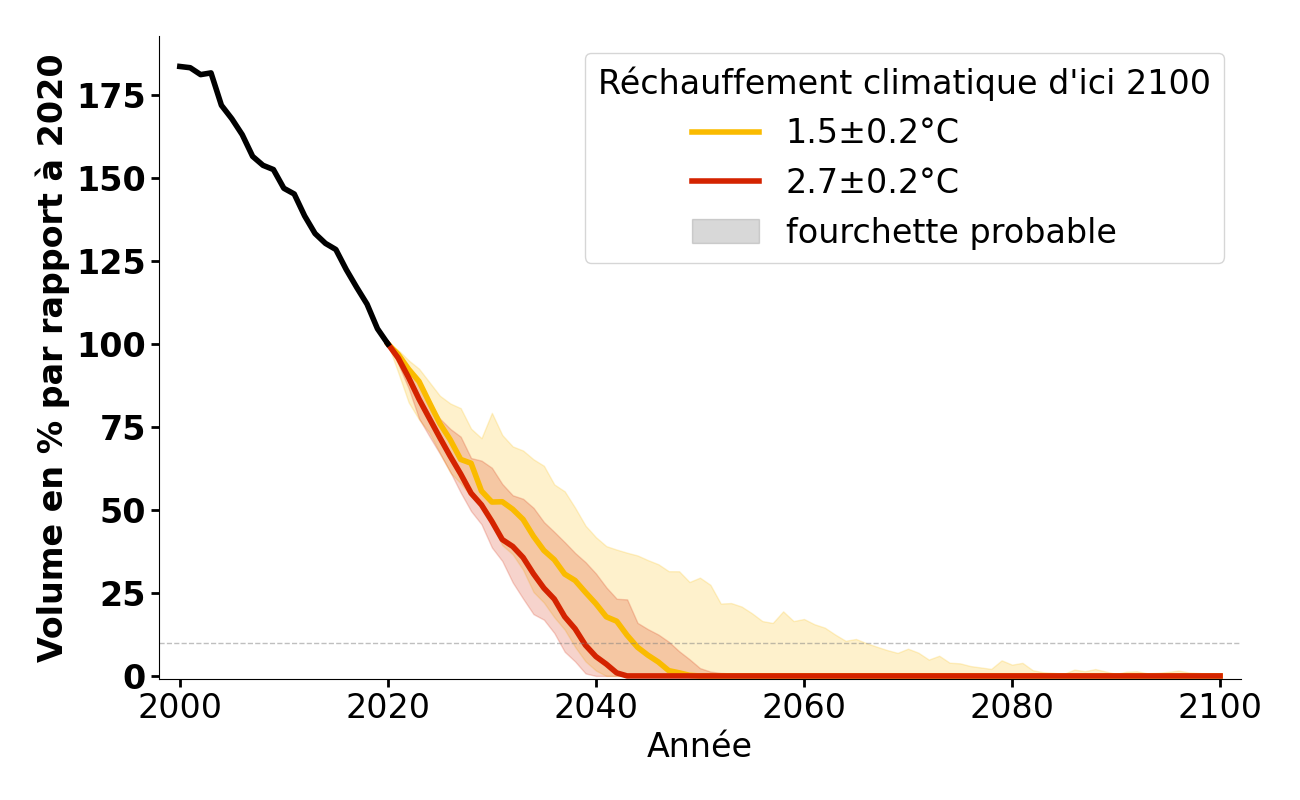 Volume en % par rapport à 2020
175
150
125
100
75
50
25
0
Réchauffement climatique d'ici 2100
1.5±0.2°C
2.7±0.2°C
fourchette probable
2000 2020 2040 2060 2080 2100
Année